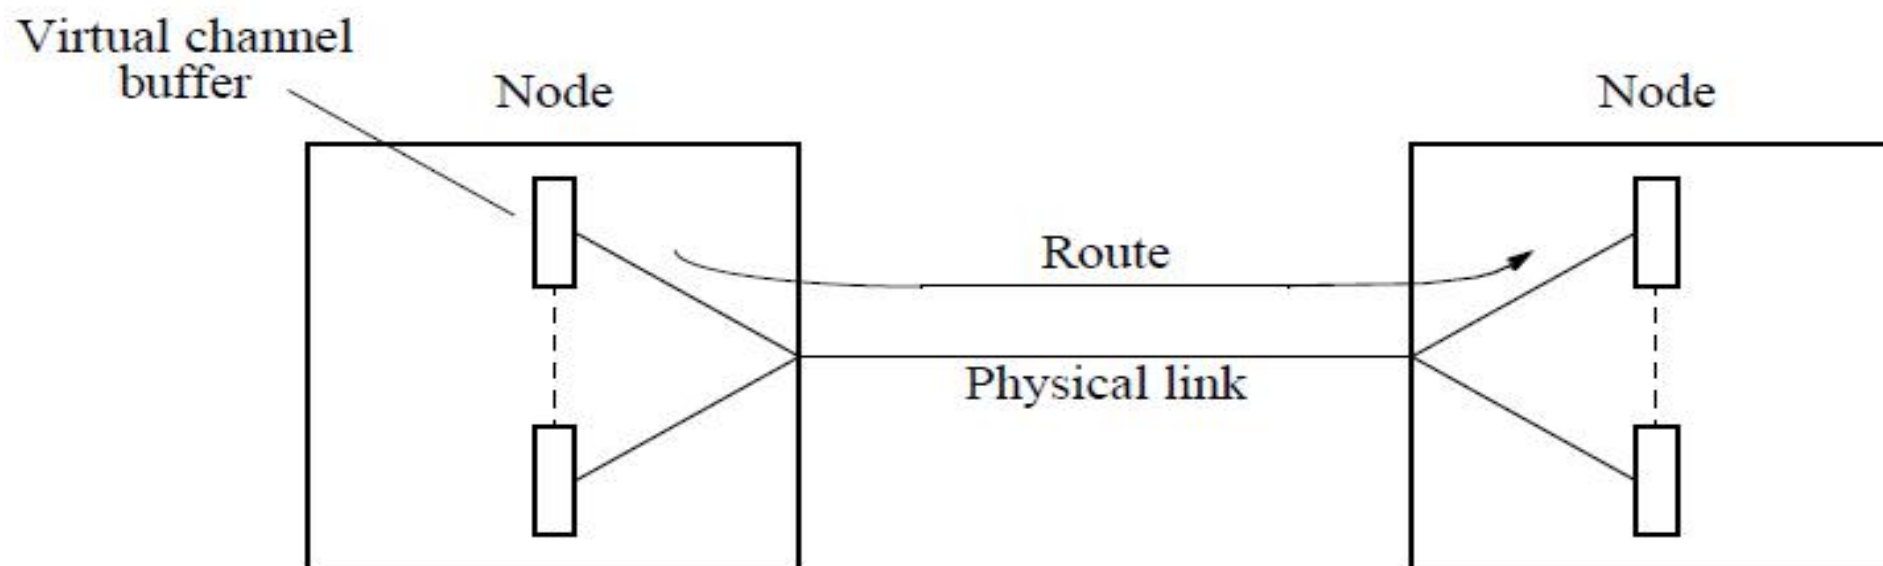 Virtual channel
buffer
Node
Node
Route
Physical link